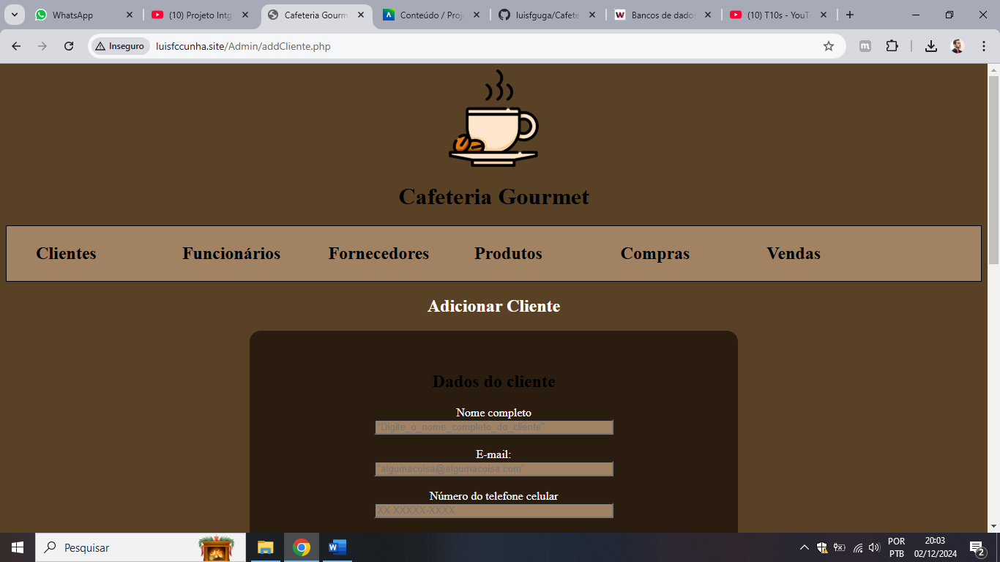 WhatsApp
(10) Projeto Intg
Cafeteria Gourm
Conteúdo / Proj
luisfguga/Cafete
W Bancos de dado
(10) T10s - YouT
Inseguro luisfccunha.site/Admin/addCliente.php
m
Cafeteria Gourmet
Clientes Funcionários Fornecedores Produtos Compras Vendas
Adicionar Cliente
Dados do cliente
Nome completo
"Digite_o_nome_completo_do_cliente"
E-mail:
"algumacoisa@algumacoisa.com"
Número do telefone celular
XX XXXXX-XXXX
Pesquisar
W
POR
PTB
20:03
02/12/2024
2